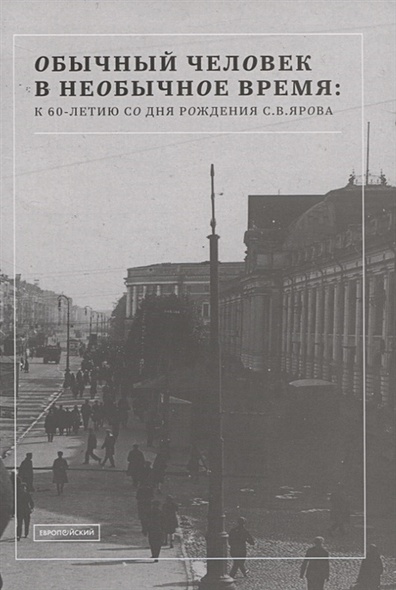 ОБЫЧНЫЙ ЧЕЛОВЕК
В НЕОБЫЧНОЕ ВРЕМЯ:
К 60-ЛЕТИЮ СО ДНЯ РОЖДЕНИЯ С.В.ЯРОВА
ЕВРОПЕЙСКИЙ